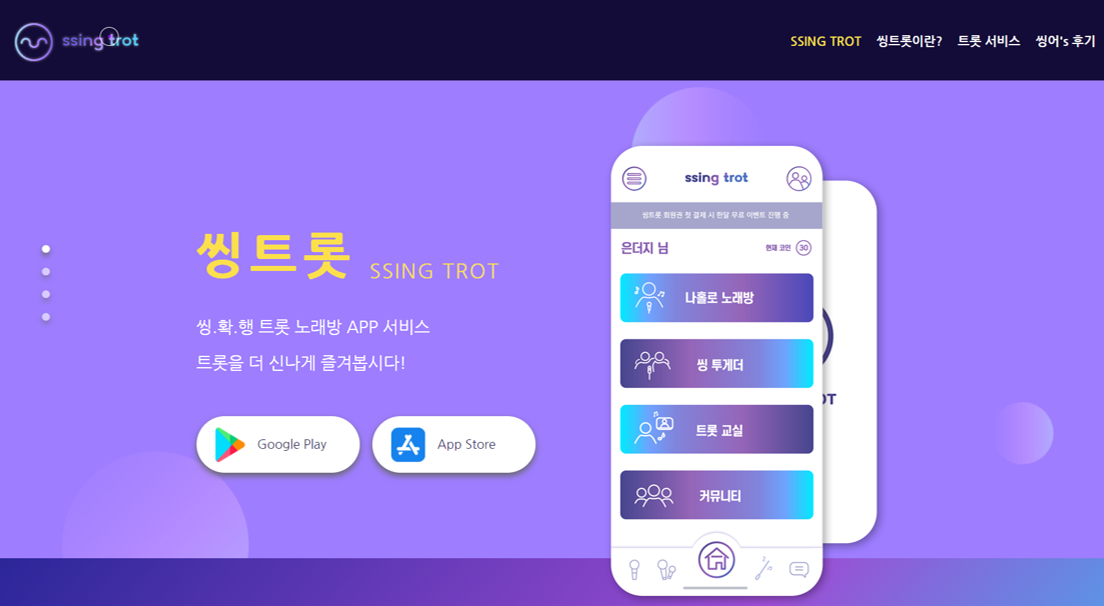 ssing trot
SSING TROT 씽트롯이란? 트롯 서비스 씽어's 후기
씽트롯 SSING TROT
씽.확.행 트롯 노래방 APP 서비스
트롯을 더 신나게 즐겨봅시다!
Google Play App Store
ssing trot
씽트롯 회원권 첫 결제 시 한달 무료 이벤트 진행 중
은더지 님 현재 코인 30
나홀로 노래방
씽 투게더
트롯 교실
커뮤니티
OT